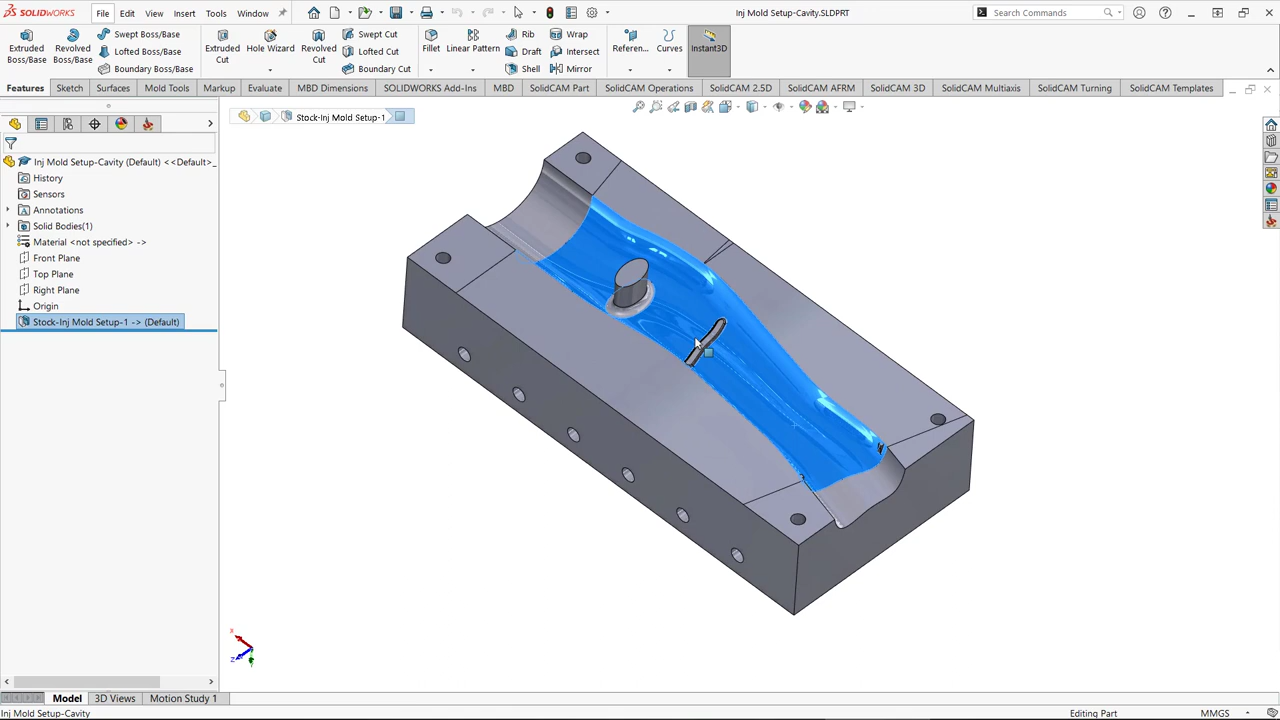 SOLIDWORKS File Edit View Insert Tools Window Inj Mold Setup-Cavity.SLDPRT Search Commands
Extruded Boss/Base
Revolved Boss/Base
Swept Boss/Base
Lofted Boss/Base
Boundary Boss/Base
Extruded Cut
Hole Wizard
Revolved Cut
Swept Cut
Lofted Cut
Boundary Cut
Fillet
Linear Pattern
Rib
Draft
Shell
Wrap
Intersect
Mirror
Referen...
Curves
Instant3D
Features Sketch Surfaces Mold Tools Markup Evaluate MBD Dimensions SOLIDWORKS Add-Ins MBD SolidCAM Part SolidCAM Operations SolidCAM 2.5D SolidCAM AFRM SolidCAM 3D SolidCAM Multiaxis SolidCAM Turning SolidCAM Templates
Stock-Inj Mold Setup-1
Inj Mold Setup-Cavity (Default) <<Default>_
History
Sensors
Annotations
Solid Bodies(1)
Material <not specified> ->
Front Plane
Top Plane
Right Plane
Origin
Stock-Inj Mold Setup-1 -> (Default)
X
Z
Y
Model 3D Views Motion Study 1
Inj Mold Setup-Cavity Editing Part MMGS